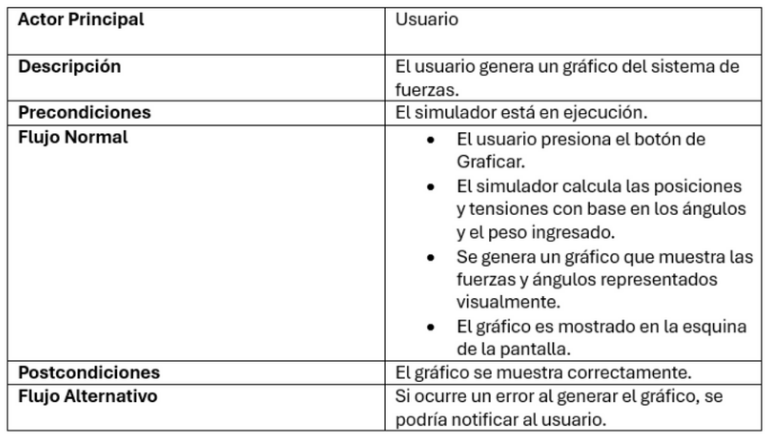 Actor Principal
Usuario
Descripción
El usuario genera un gráfico del sistema de
fuerzas.
Precondiciones
El simulador está en ejecución.
Flujo Normal
• El usuario presiona el botón de
Graficar.
• El simulador calcula las posiciones
y tensiones con base en los ángulos
y el peso ingresado.
• Se genera un gráfico que muestra las
fuerzas y ángulos representados
visualmente.
• El gráfico es mostrado en la esquina
de la pantalla.
Postcondiciones
El gráfico se muestra correctamente.
Flujo Alternativo
Si ocurre un error al generar el gráfico, se
podría notificar al usuario.